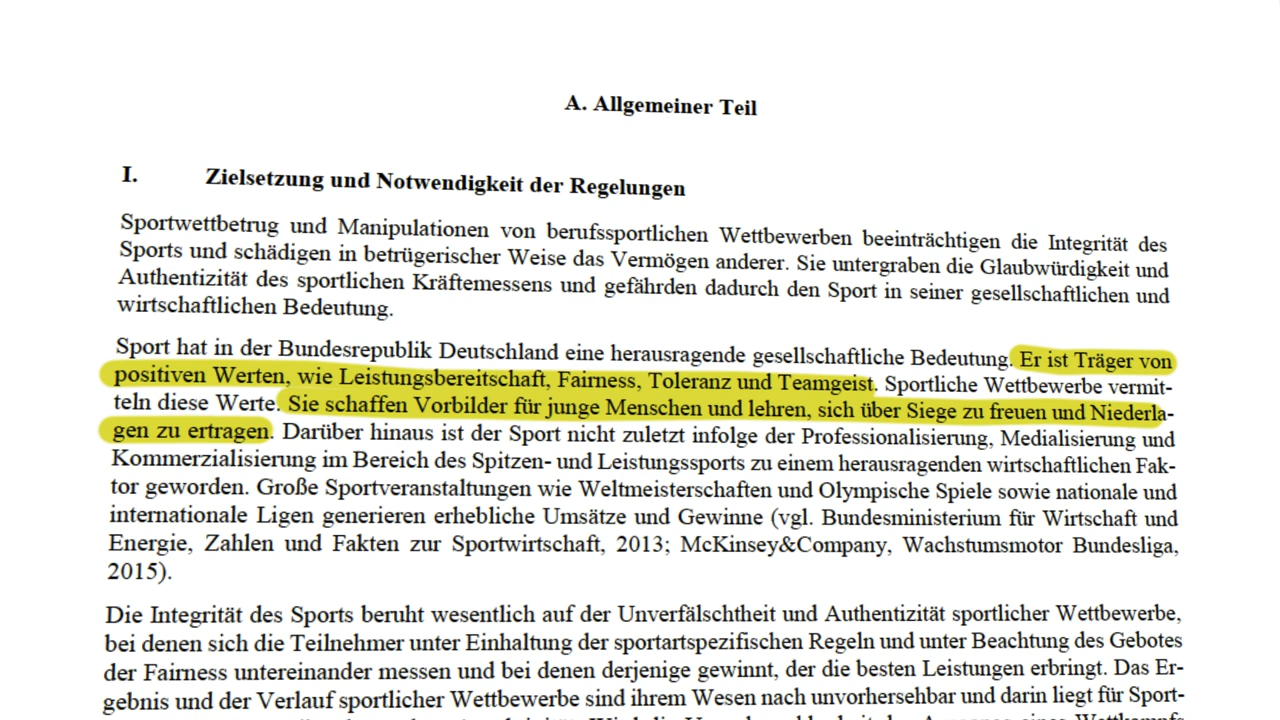 A. Allgemeiner Teil
I. Zielsetzung und Notwendigkeit der Regelungen
Sportwettbetrug und Manipulationen von berufssportlichen Wettbewerben beeinträchtigen die Integrität des
Sports und schädigen in betrügerischer Weise das Vermögen anderer. Sie untergraben die Glaubwürdigkeit und
Authentizität des sportlichen Kräftemessens und gefährden dadurch den Sport in seiner gesellschaftlichen und
wirtschaftlichen Bedeutung.
Sport hat in der Bundesrepublik Deutschland eine herausragende gesellschaftliche Bedeutung. Er ist Träger von
positiven Werten, wie Leistungsbereitschaft, Fairness, Toleranz und Teamgeist. Sportliche Wettbewerbe vermit-
teln diese Werte. Sie schaffen Vorbilder für junge Menschen und lehren, sich über Siege zu freuen und Niederla-
gen zu ertragen. Darüber hinaus ist der Sport nicht zuletzt infolge der Professionalisierung, Medialisierung und
Kommerzialisierung im Bereich des Spitzen- und Leistungssports zu einem herausragenden wirtschaftlichen Fak-
tor geworden. Große Sportveranstaltungen wie Weltmeisterschaften und Olympische Spiele sowie nationale und
internationale Ligen generieren erhebliche Umsätze und Gewinne (vgl. Bundesministerium für Wirtschaft und
Energie, Zahlen und Fakten zur Sportwirtschaft, 2013; McKinsey&Company, Wachstumsmotor Bundesliga,
2015).
Die Integrität des Sports beruht wesentlich auf der Unverfälschtheit und Authentizität sportlicher Wettbewerbe,
bei denen sich die Teilnehmer unter Einhaltung der sportartspezifischen Regeln und unter Beachtung des Gebotes
der Fairness untereinander messen und bei denen derjenige gewinnt, der die besten Leistungen erbringt. Das Er-
gebnis und der Verlauf sportlicher Wettbewerbe sind ihrem Wesen nach unvorhersehbar und darin liegt für Sport-